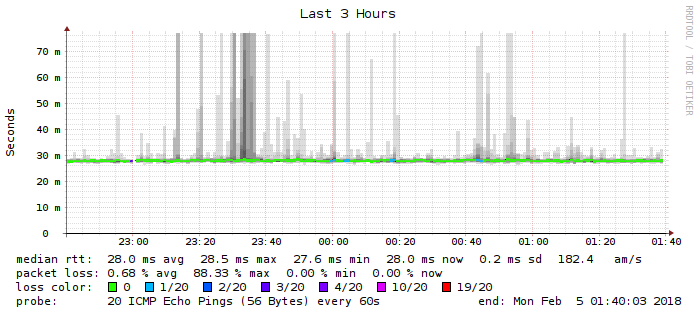 Last 3 Hours
RRDTOOL / TOBI OETIKER
Seconds
70 m
60 m
50 m
40 m
30 m
20 m
10 m
0
23:00 23:20 23:40 00:00 00:20 00:40 01:00 01:20 01:40
median rtt: 28.0 ms avg 28.5 ms max 27.6 ms min 28.0 ms now 0.2 ms sd 182.4 am/s
packet loss: 0.68 % avg 88.33 % max 0.00 % min 0.00 % now
loss color: 0 1/20 2/20 3/20 4/20 10/20 19/20
probe: 20 ICMP Echo Pings (56 Bytes) every 60s end: Mon Feb 5 01:40:03 2018